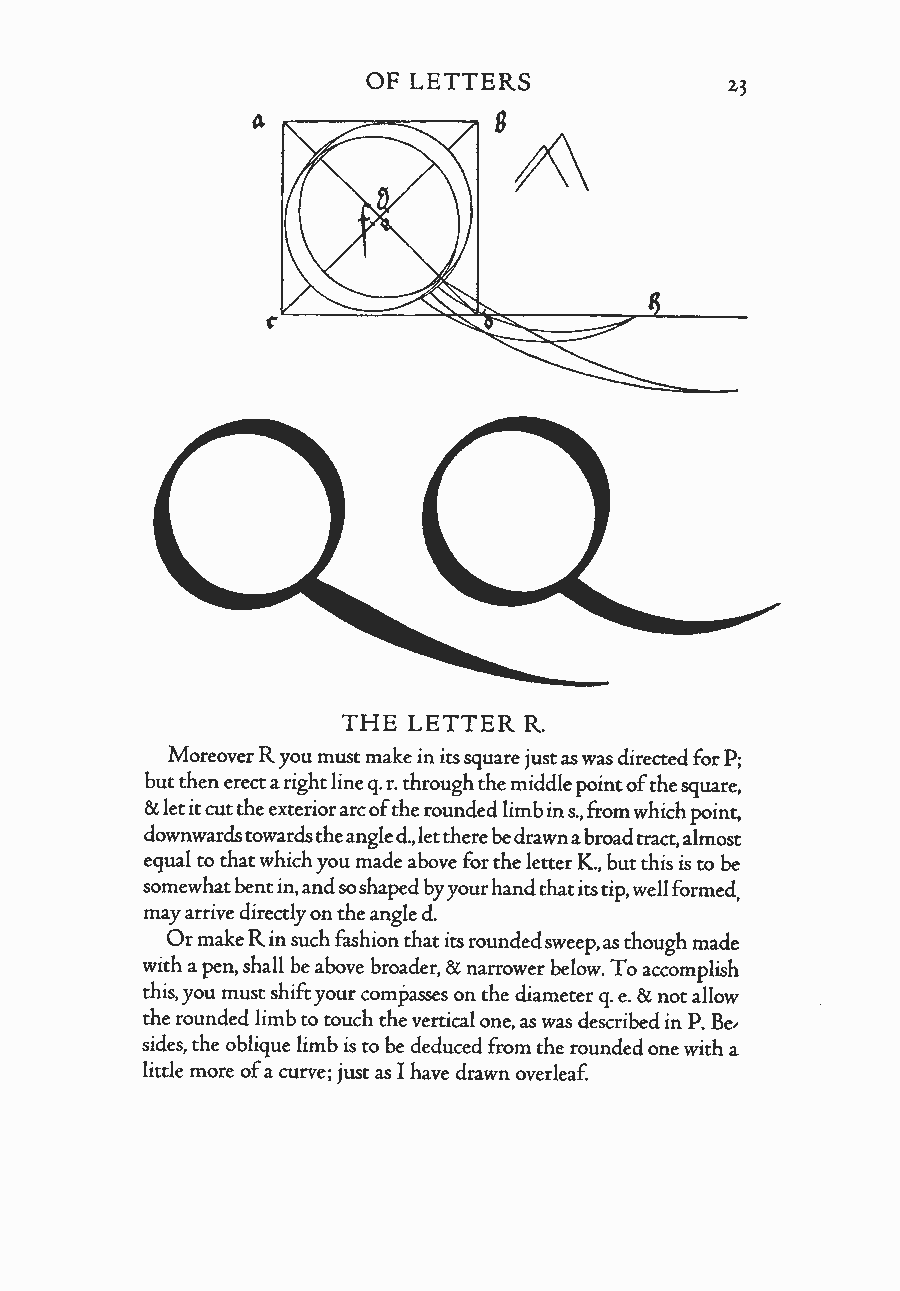 OF LETTERS 23
a B
f e
c d
THE LETTER R.
Moreover R you must make in its square just as was directed for P;
but then erect a right line q. r. through the middle point of the square,
& let it cut the exterior arc of the rounded limb in s., from which point,
downwards towards the angle d., let there be drawn a broad tract, almost
equal to that which you made above for the letter K., but this is to be
somewhat bent in, and so shaped by your hand that its tip, well formed,
may arrive directly on the angle d.
Or make R in such fashion that its rounded sweep, as though made
with a pen, shall be above broader, & narrower below. To accomplish
this, you must shift your compasses on the diameter q. e. & not allow
the rounded limb to touch the vertical one, as was described in P. Be-
sides, the oblique limb is to be deduced from the rounded one with a
little more of a curve; just as I have drawn overleaf.